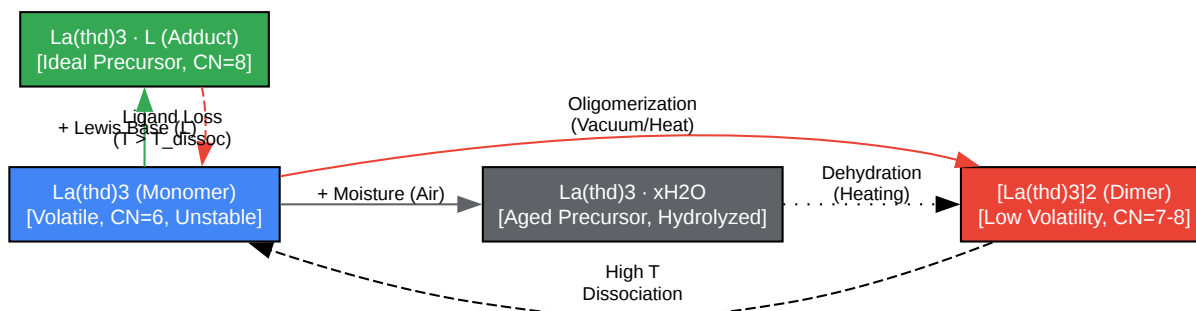 La(thd)3 · L (Adduct)
[Ideal Precursor, CN=8]
Ligand Loss
(T > T_dissoc)
+ Lewis Base (L)
Oligomerization
(Vacuum/Heat)
La(thd)3 (Monomer)
[Volatile, CN=6, Unstable]
+ Moisture (Air)
La(thd)3 · xH2O
[Aged Precursor, Hydrolyzed]
Dehydration
(Heating)
[La(thd)3]2 (Dimer)
[Low Volatility, CN=7-8]
High T
Dissociation